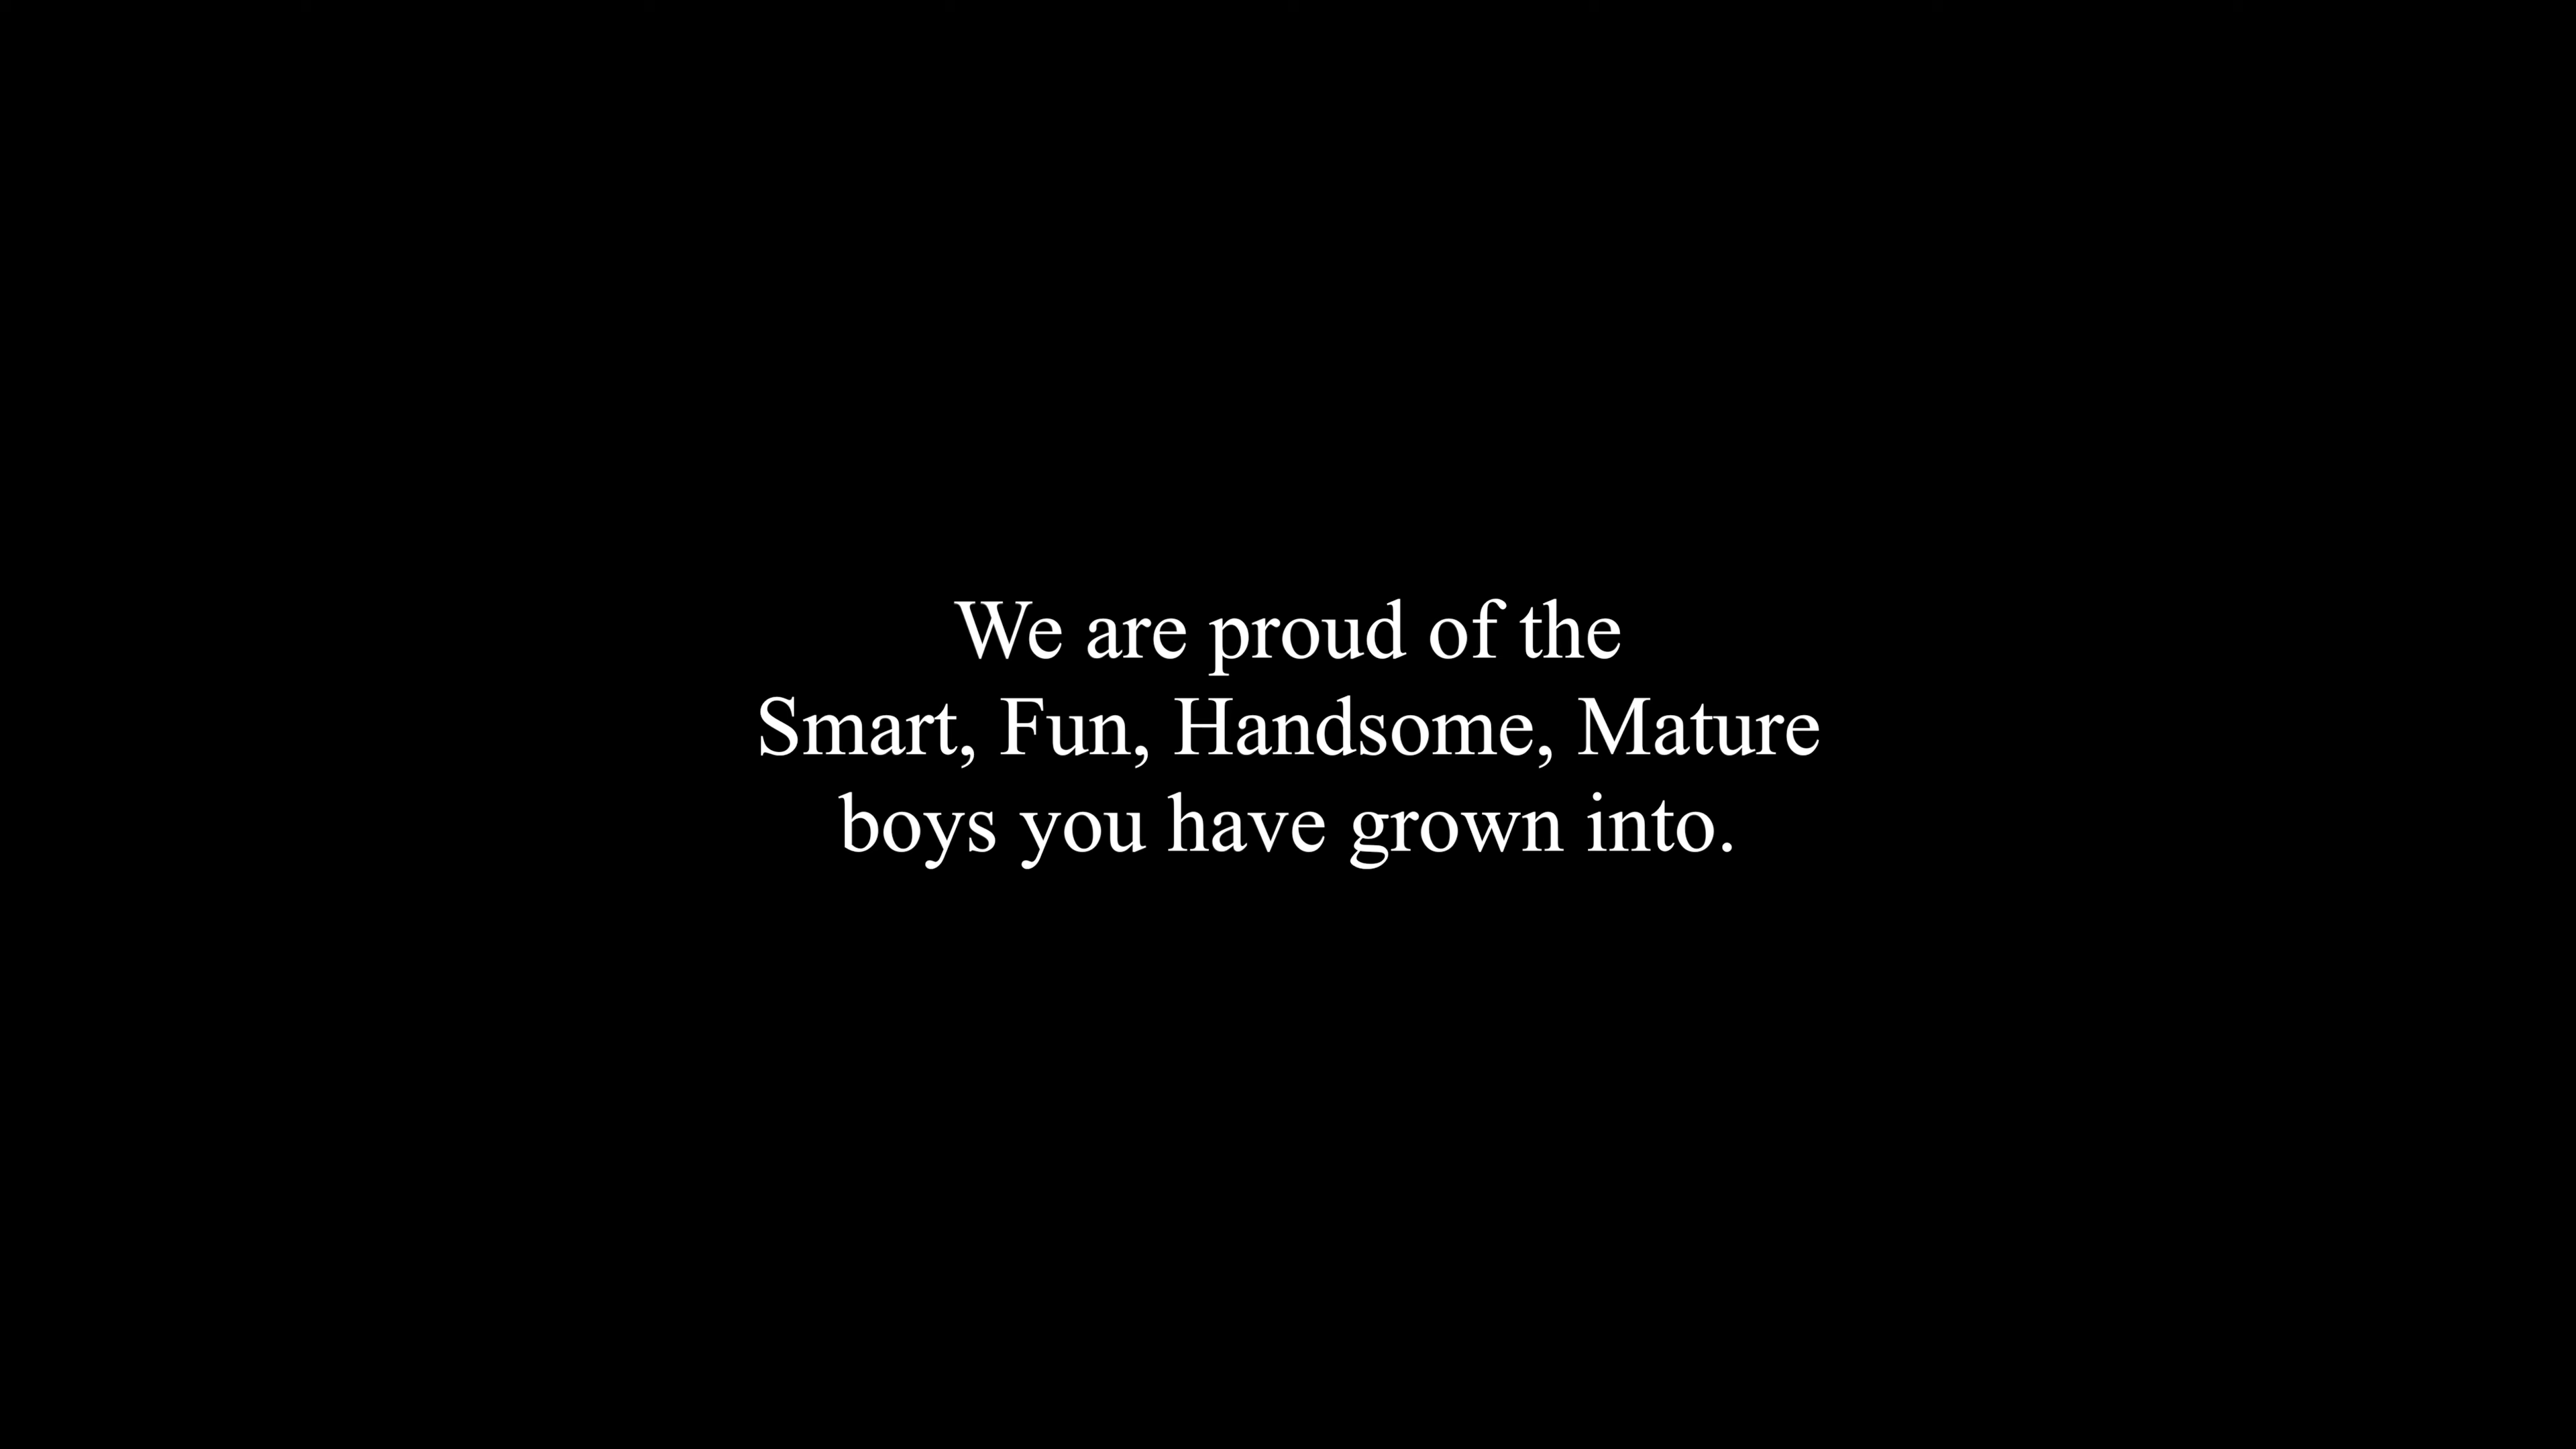 We are proud of the
Smart, Fun, Handsome, Mature
boys you have grown into.